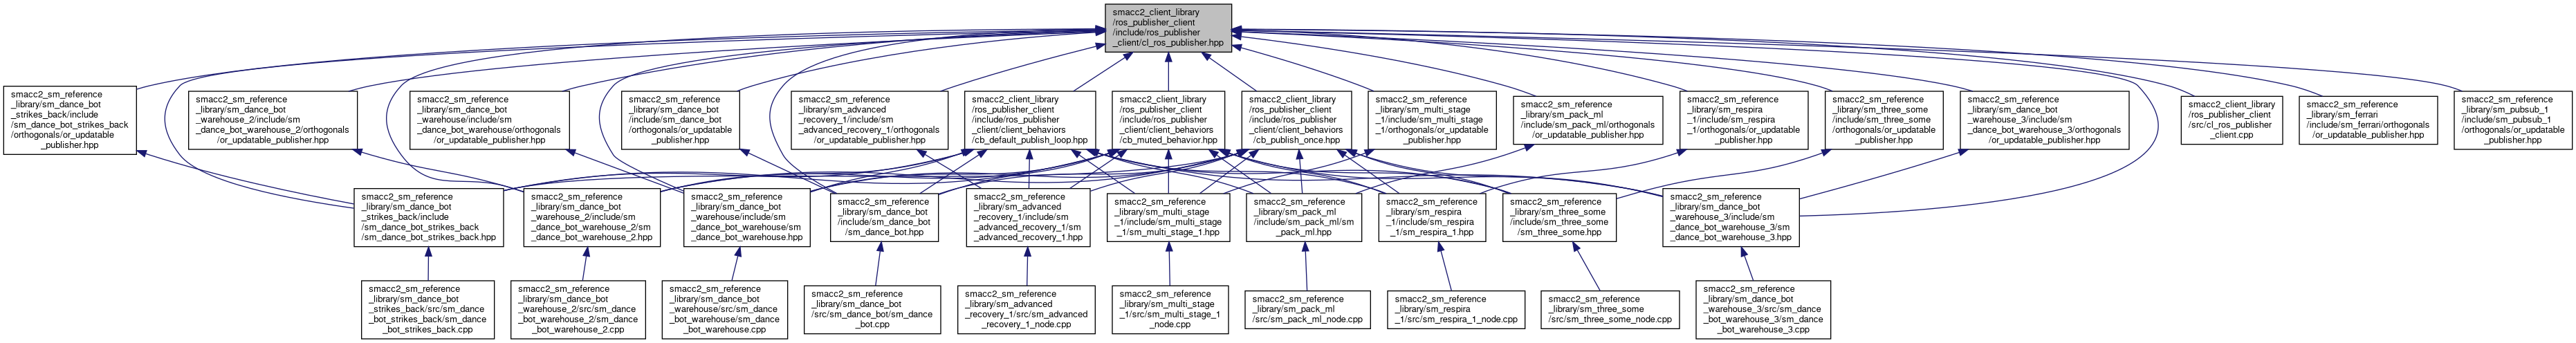 smacc2_client_library
/ros_publisher_client
/include/ros_publisher
_client/cl_ros_publisher.hpp
smacc2_sm_reference
_library/sm_dance_bot
_strikes_back/include
/sm_dance_bot_strikes_back
/orthogonals/or_updatable
_publisher.hpp
smacc2_sm_reference
_library/sm_dance_bot
_warehouse_2/include/sm
_dance_bot_warehouse_2/orthogonals
/or_updatable_publisher.hpp
smacc2_sm_reference
_library/sm_dance_bot
_warehouse/include/sm
_dance_bot_warehouse/orthogonals
/or_updatable_publisher.hpp
smacc2_sm_reference
_library/sm_dance_bot
/include/sm_dance_bot
/orthogonals/or_updatable
_publisher.hpp
smacc2_sm_reference
_library/sm_advanced
_recovery_1/include/sm
_advanced_recovery_1/orthogonals
/or_updatable_publisher.hpp
smacc2_client_library
/ros_publisher_client
/include/ros_publisher
_client/client_behaviors
/cb_default_publish_loop.hpp
smacc2_client_library
/ros_publisher_client
/include/ros_publisher
_client/client_behaviors
/cb_muted_behavior.hpp
smacc2_client_library
/ros_publisher_client
/include/ros_publisher
_client/client_behaviors
/cb_publish_once.hpp
smacc2_sm_reference
_library/sm_multi_stage
_1/include/sm_multi_stage
_1/orthogonals/or_updatable
_publisher.hpp
smacc2_sm_reference
_library/sm_pack_ml
/include/sm_pack_ml/orthogonals
/or_updatable_publisher.hpp
smacc2_sm_reference
_library/sm_respira
_1/include/sm_respira
_1/orthogonals/or_updatable
_publisher.hpp
smacc2_sm_reference
_library/sm_three_some
/include/sm_three_some
/orthogonals/or_updatable
_publisher.hpp
smacc2_sm_reference
_library/sm_dance_bot
_warehouse_3/include/sm
_dance_bot_warehouse_3/orthogonals
/or_updatable_publisher.hpp
smacc2_client_library
/ros_publisher_client
/src/cl_ros_publisher
_client.cpp
smacc2_sm_reference
_library/sm_ferrari
/include/sm_ferrari/orthogonals
/or_updatable_publisher.hpp
smacc2_sm_reference
_library/sm_pubsub_1
/include/sm_pubsub_1
/orthogonals/or_updatable
_publisher.hpp
smacc2_sm_reference
_library/sm_dance_bot
_strikes_back/include
/sm_dance_bot_strikes_back
/sm_dance_bot_strikes_back.hpp
smacc2_sm_reference
_library/sm_dance_bot
_warehouse_2/include/sm
_dance_bot_warehouse_2/sm
_dance_bot_warehouse_2.hpp
smacc2_sm_reference
_library/sm_dance_bot
_warehouse/include/sm
_dance_bot_warehouse/sm
_dance_bot_warehouse.hpp
smacc2_sm_reference
_library/sm_dance_bot
/include/sm_dance_bot
/sm_dance_bot.hpp
smacc2_sm_reference
_library/sm_advanced
_recovery_1/include/sm
_advanced_recovery_1/sm
_advanced_recovery_1.hpp
smacc2_sm_reference
_library/sm_multi_stage
_1/include/sm_multi_stage
_1/sm_multi_stage_1.hpp
smacc2_sm_reference
_library/sm_pack_ml
/include/sm_pack_ml/sm
_pack_ml.hpp
smacc2_sm_reference
_library/sm_respira
_1/include/sm_respira
_1/sm_respira_1.hpp
smacc2_sm_reference
_library/sm_three_some
/include/sm_three_some
/sm_three_some.hpp
smacc2_sm_reference
_library/sm_dance_bot
_warehouse_3/include/sm
_dance_bot_warehouse_3/sm
_dance_bot_warehouse_3.hpp
smacc2_sm_reference
_library/sm_dance_bot
_strikes_back/src/sm_dance
_bot_strikes_back/sm_dance
_bot_strikes_back.cpp
smacc2_sm_reference
_library/sm_dance_bot
_warehouse_2/src/sm_dance
_bot_warehouse_2/sm_dance
_bot_warehouse_2.cpp
smacc2_sm_reference
_library/sm_dance_bot
_warehouse/src/sm_dance
_bot_warehouse/sm_dance
_bot_warehouse.cpp
smacc2_sm_reference
_library/sm_dance_bot
/src/sm_dance_bot/sm_dance
_bot.cpp
smacc2_sm_reference
_library/sm_advanced
_recovery_1/src/sm_advanced
_recovery_1_node.cpp
smacc2_sm_reference
_library/sm_multi_stage
_1/src/sm_multi_stage_1
_node.cpp
smacc2_sm_reference
_library/sm_pack_ml
/src/sm_pack_ml_node.cpp
smacc2_sm_reference
_library/sm_respira
_1/src/sm_respira_1_node.cpp
smacc2_sm_reference
_library/sm_three_some
/src/sm_three_some_node.cpp
smacc2_sm_reference
_library/sm_dance_bot
_warehouse_3/src/sm_dance
_bot_warehouse_3/sm_dance
_bot_warehouse_3.cpp